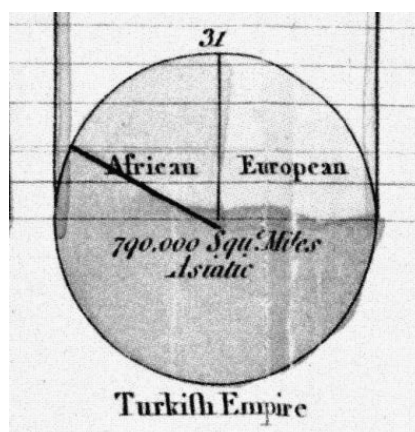 31
African European
790.000 Squ. Miles
Asiatic
Turkiſh Empire